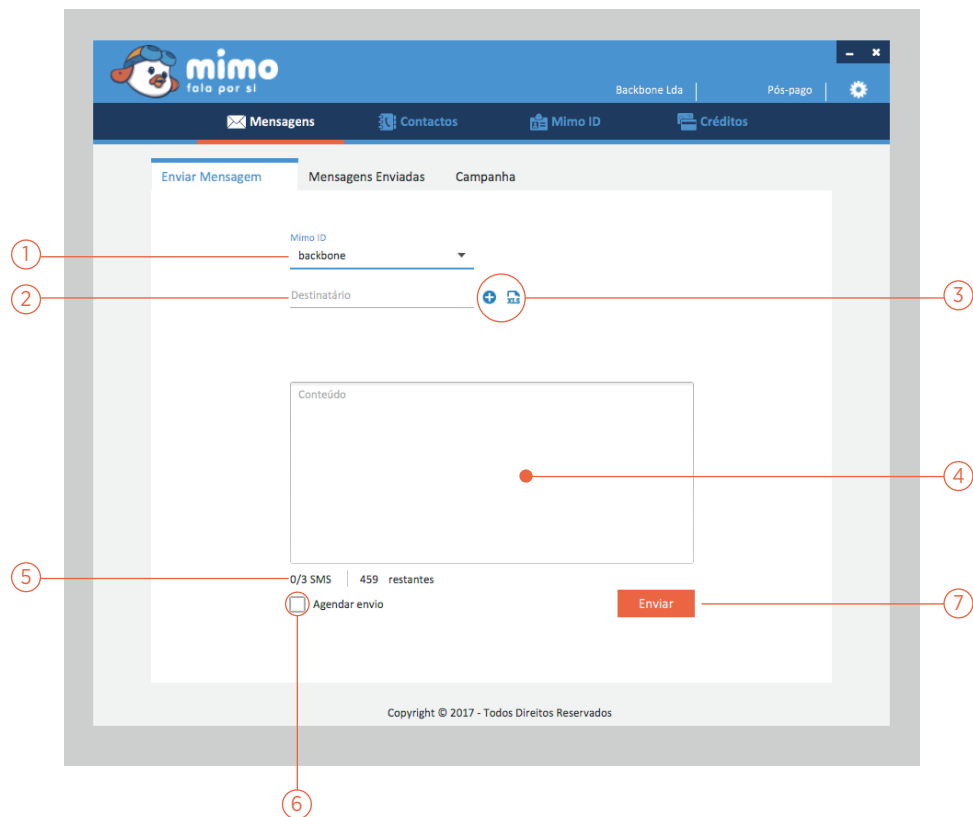 mimo
fala por si
Backbone Lda
Pós-pago
Mensagens
Contactos
Mimo ID
Créditos
Enviar Mensagem
Mensagens Enviadas
Campanha
Mimo ID
1
backbone
2
Destinatário
XLS
3
Conteúdo
4
5
0/3 SMS
459 restantes
Agendar envio
Enviar
7
Copyright © 2017 - Todos Direitos Reservados
6